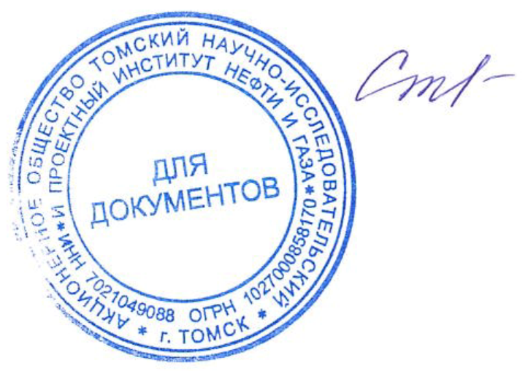 АКЦИОНЕРНОЕ ОБЩЕСТВО ТОМСКИЙ НАУЧНО-ИССЛЕДОВАТЕЛЬСКИЙ
И ПРОЕКТНЫЙ ИНСТИТУТ НЕФТИ И ГАЗА*
ИНН 7021049088 ОГРН 1027000858170
* г. ТОМСК *
ДЛЯ
ДОКУМЕНТОВ